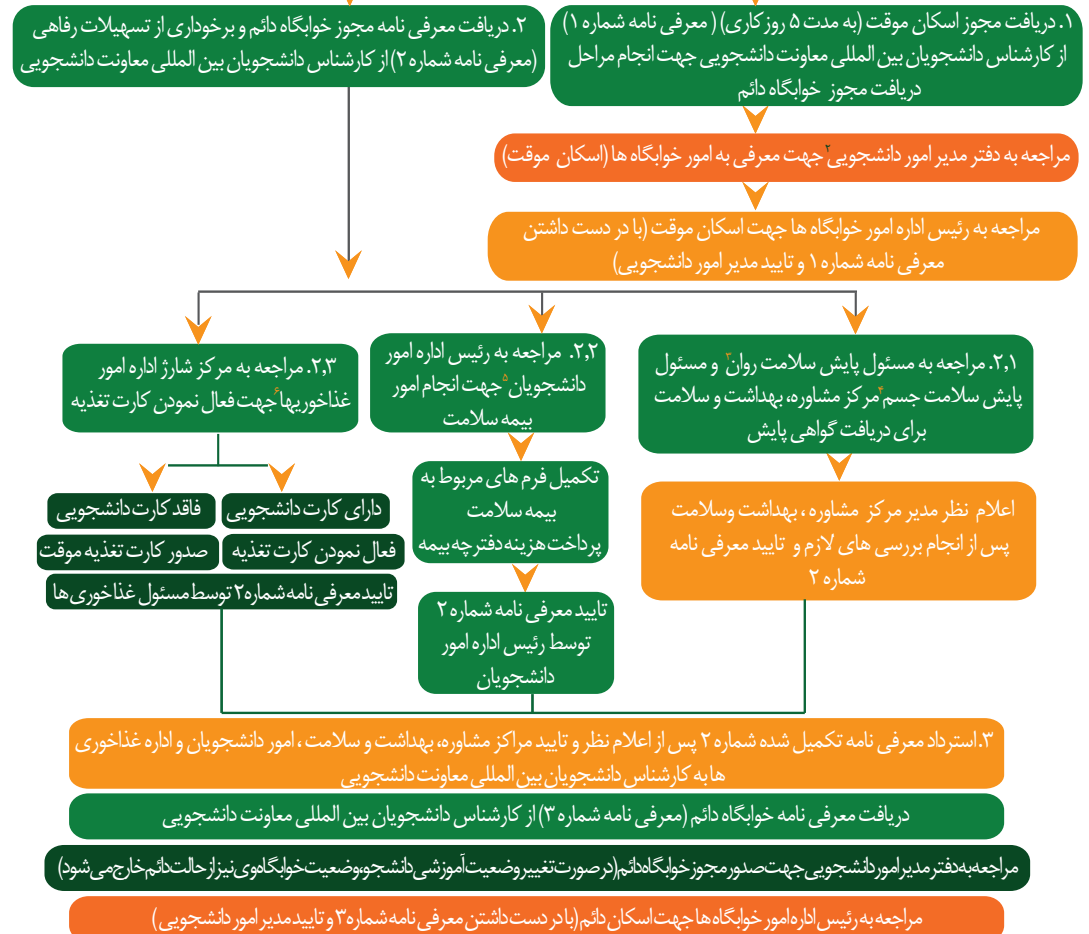 ۱. دریافت مجوز اسکان موقت (به مدت ۵ روز کاری) ( معرفی نامه شماره ۱)
از کارشناس دانشجویان بین المللی معاونت دانشجویی جهت انجام مراحل
دریافت مجوز خوابگاه دائم
مراجعه به دفتر مدیر امور دانشجویی۲ جهت معرفی به امور خوابگاه ها (اسکان موقت)
مراجعه به رئیس اداره امور خوابگاه ها جهت اسکان موقت (با در دست داشتن
معرفی نامه شماره ۱ و تایید مدیر امور دانشجویی)
۲. دریافت معرفی نامه مجوز خوابگاه دائم و برخوداری از تسهیلات رفاهی
(معرفی نامه شماره ۲) از کارشناس دانشجویان بین المللی معاونت دانشجویی
۲,۱. مراجعه به مسئول پایش سلامت روان۳ و مسئول
پایش سلامت جسم۴ مرکز مشاوره، بهداشت و سلامت
برای دریافت گواهی پایش
اعلام نظر مدیر مرکز مشاوره ، بهداشت وسلامت
پس از انجام بررسی های لازم و تایید معرفی نامه
شماره ۲
۲,۲. مراجعه به رئیس اداره امور
دانشجویان۵ جهت انجام امور
بیمه سلامت
تکمیل فرم های مربوط به
بیمه سلامت
پرداخت هزینه دفترچه بیمه
تایید معرفی نامه شماره ۲
توسط رئیس اداره امور
دانشجویان
۲,۳. مراجعه به مرکز شارژ اداره امور
غذاخوریها۶ جهت فعال نمودن کارت تغذیه
دارای کارت دانشجویی
فعال نمودن کارت تغذیه
فاقد کارت دانشجویی
صدور کارت تغذیه موقت
تایید معرفی نامه شماره ۲ توسط مسئول غذاخوری ها
۳. استرداد معرفی نامه تکمیل شده شماره ۲ پس از اعلام نظر و تایید مراکز مشاوره، بهداشت و سلامت ، امور دانشجویان و اداره غذاخوری
ها به کارشناس دانشجویان بین المللی معاونت دانشجویی
دریافت معرفی نامه خوابگاه دائم (معرفی نامه شماره ۳) از کارشناس دانشجویان بین المللی معاونت دانشجویی
مراجعه به دفتر مدیر امور دانشجویی جهت صدور مجوز خوابگاه دائم (در صورت تغییر وضعیت آموزشی دانشجو، وضعیت خوابگاه وی نیز از حالت دائم خارج می شود)
مراجعه به رئیس اداره امور خوابگاه ها جهت اسکان دائم (با در دست داشتن معرفی نامه شماره ۳ و تایید مدیر امور دانشجویی )